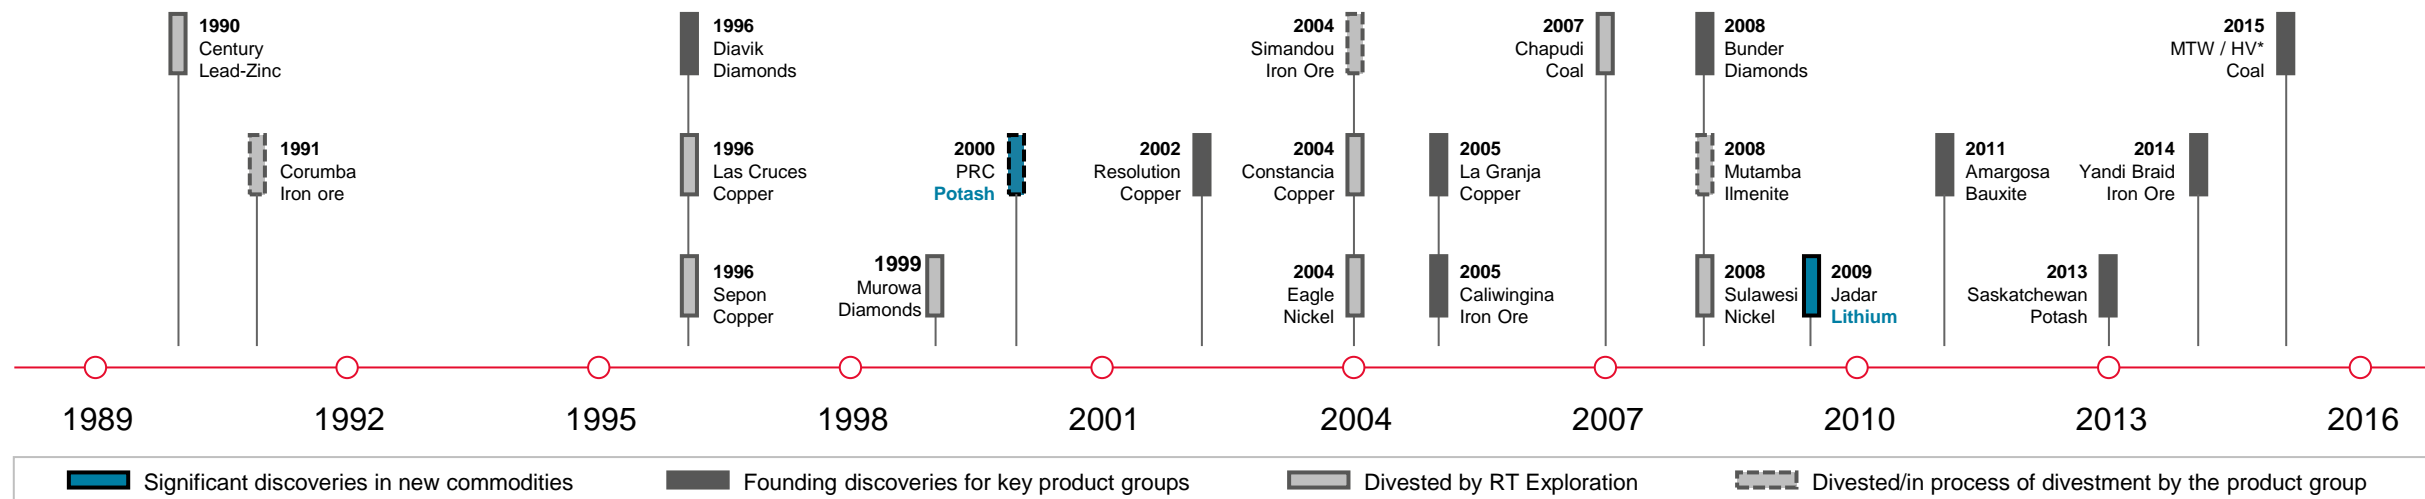 1990
Century
Lead-Zinc
1996
Diavik
Diamonds
2004
Simandou
Iron Ore
2007
Chapudi
Coal
2008
Bunder
Diamonds
2015
MTW / HV*
Coal
1991
Corumba
Iron ore
1996
Las Cruces
Copper
2000
PRC
Potash
2002
Resolution
Copper
2004
Constancia
Copper
2005
La Granja
Copper
2008
Mutamba
Ilmenite
2011
Amargosa
Bauxite
2014
Yandi Braid
Iron Ore
1996
Sepon
Copper
1999
Murowa
Diamonds
2004
Eagle
Nickel
2005
Caliwingina
Iron Ore
2008
Sulawesi
Nickel
2009
Jadar
Lithium
2013
Saskatchewan
Potash
1989 1992 1995 1998 2001 2004 2007 2010 2013 2016
Significant discoveries in new commodities
Founding discoveries for key product groups
Divested by RT Exploration
Divested/in process of divestment by the product group